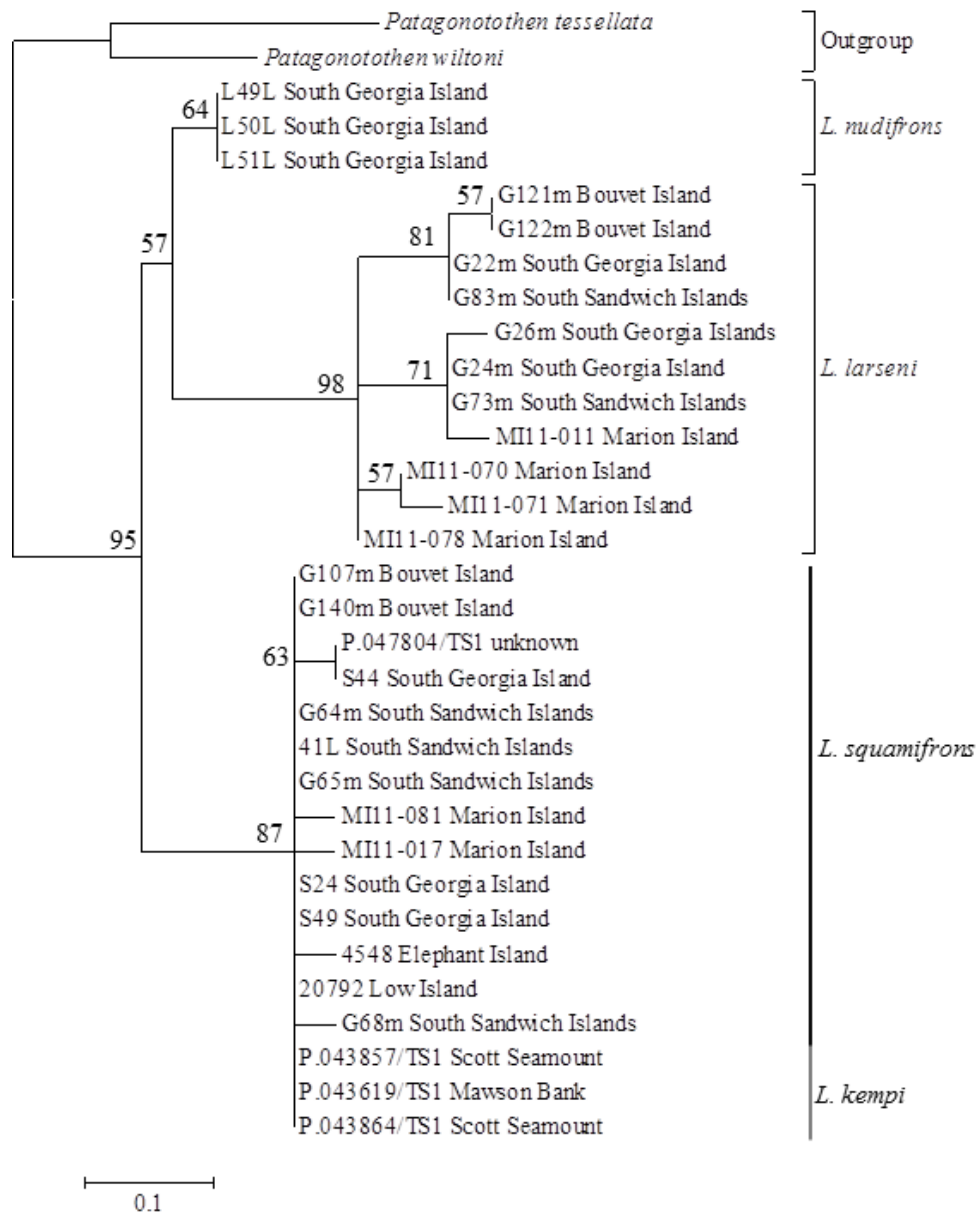 Patagonotothen tessellata
Patagonotothen wiltoni
Outgroup
L49L South Georgia Island
64
L50L South Georgia Island
L. nudifrons
L51L South Georgia Island
57
G121m Bouvet Island
G122m Bouvet Island
81
57
G22m South Georgia Island
G83m South Sandwich Islands
G26m South Georgia Islands
71
G24m South Georgia Island
L. larseni
98
G73m South Sandwich Islands
MI11-011 Marion Island
57
MI11-070 Marion Island
MI11-071 Marion Island
95
MI11-078 Marion Island
G107m Bouvet Island
G140m Bouvet Island
63
P.047804/TS1 unknown
S44 South Georgia Island
G64m South Sandwich Islands
41L South Sandwich Islands
L. squamifrons
G65m South Sandwich Islands
MI11-081 Marion Island
87
MI11-017 Marion Island
S24 South Georgia Island
S49 South Georgia Island
4548 Elephant Island
20792 Low Island
G68m South Sandwich Islands
P.043857/TS1 Scott Seamount
P.043619/TS1 Mawson Bank
L. kempi
P.043864/TS1 Scott Seamount
0.1